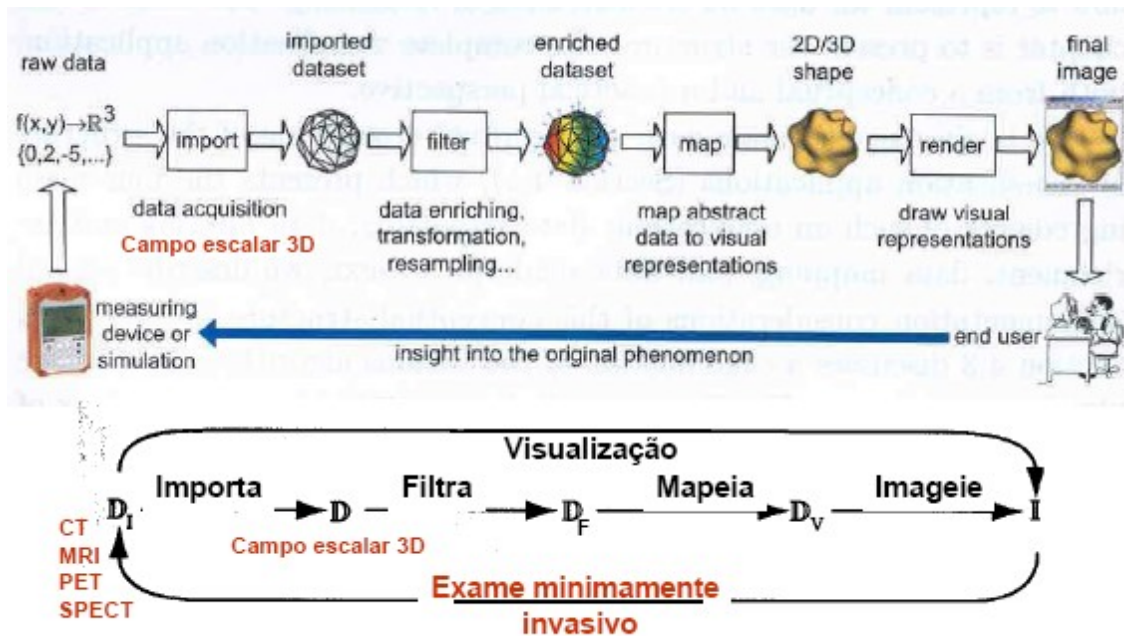 raw data
imported
dataset
enriched
dataset
2D/3D
shape
final
image
f(x,y)→ℝ³
{0,2,-5,...}
import
filter
map
render
data acquisition
Campo escalar 3D
data enriching,
transformation,
resampling...
map abstract
data to visual
representations
draw visual
representations
measuring
device or
simulation
insight into the original phenomenon
end user
Visualização
Importa
Filtra
Mapeia
Imageie
D_I
D
D_F
D_V
I
CT
MRI
PET
SPECT
Campo escalar 3D
Exame minimamente
invasivo